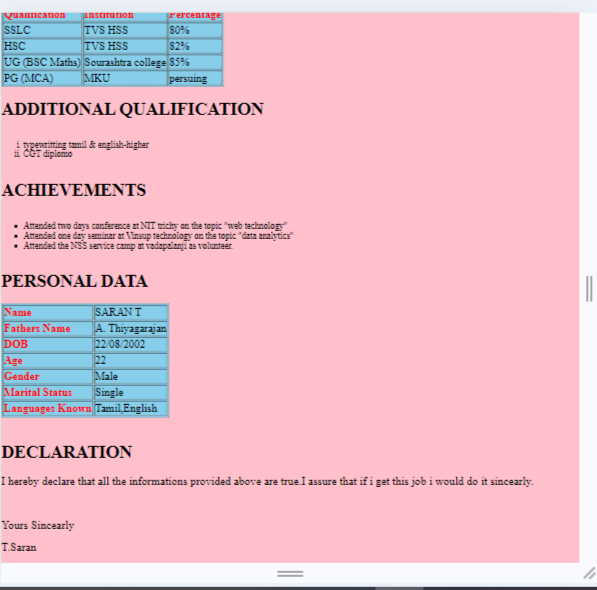 Qualification Institution Percentage
SSLC TVS HSS 80%
HSC TVS HSS 82%
UG (BSC Maths) Sourashtra college 85%
PG (MCA) MKU persuing
ADDITIONAL QUALIFICATION
i. typewritting tamil & english-higher
ii. CGT diplomo
ACHIEVEMENTS
• Attended two days conference at NIT trichy on the topic "web technology"
• Attended one day seminar at Vinsup technology on the topic "data analytics"
• Attended the NSS service camp at vadapalanji as volunteer.
PERSONAL DATA
Name SARAN T
Fathers Name A. Thiyagarajan
DOB 22/08/2002
Age 22
Gender Male
Marital Status Single
Languages Known Tamil,English
DECLARATION
I hereby declare that all the informations provided above are true.I assure that if i get this job i would do it sincearly.
Yours Sincearly
T.Saran